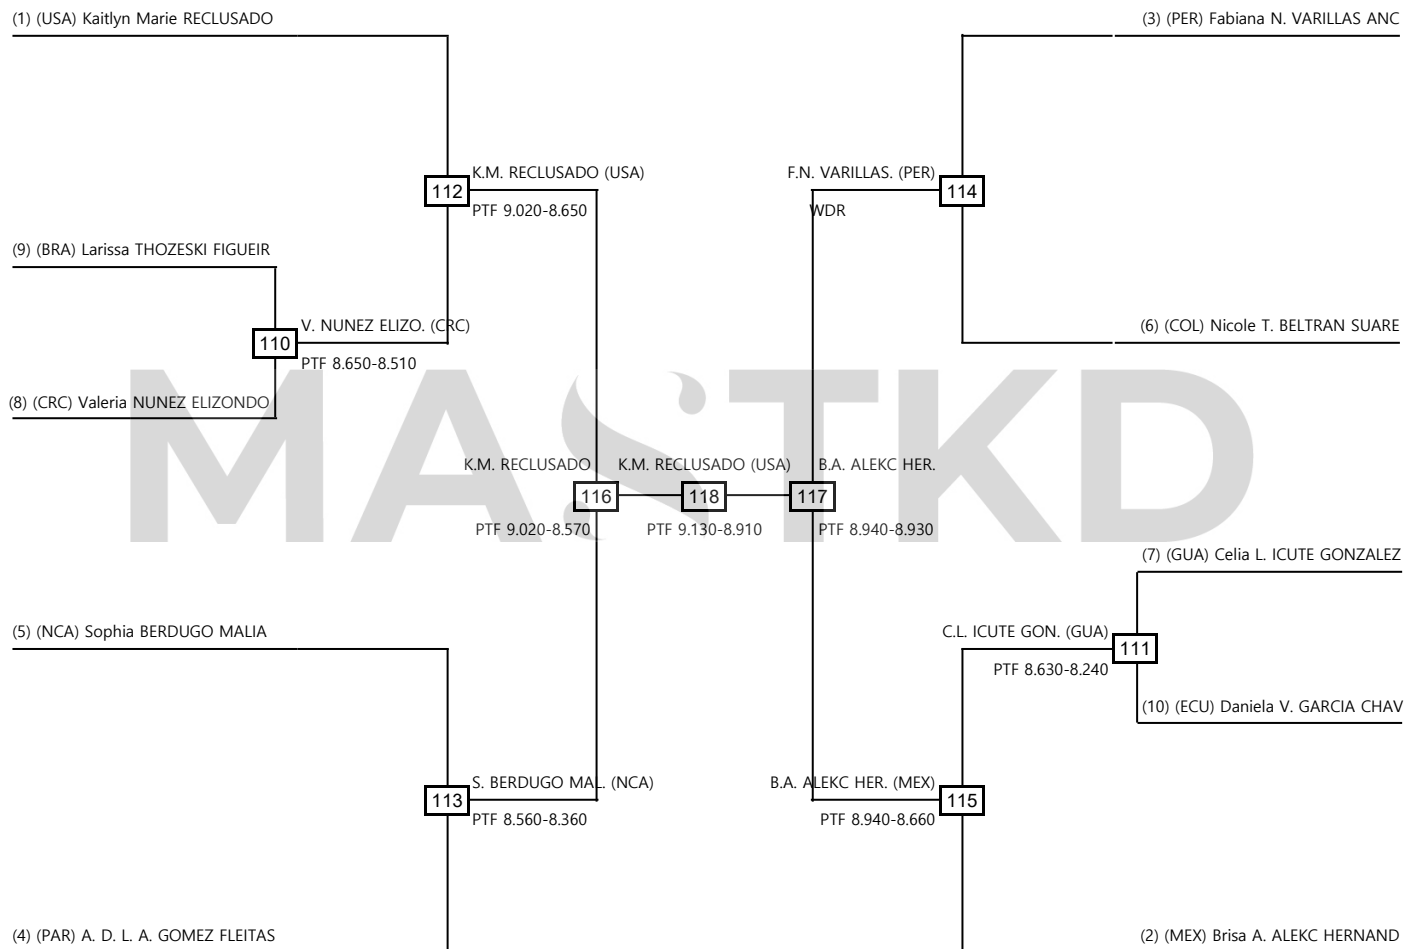 (1) (USA) Kaitlyn Marie RECLUSADO
(3) (PER) Fabiana N. VARILLAS ANC
K.M. RECLUSADO (USA)
112
PTF 9.020-8.650
F.N. VARILLAS. (PER)
114
WDR
(9) (BRA) Larissa THOZESKI FIGUEIR
V. NUNEZ ELIZO. (CRC)
110
PTF 8.650-8.510
(6) (COL) Nicole T. BELTRAN SUARE
(8) (CRC) Valeria NUNEZ ELIZONDO
MASTKD
K.M. RECLUSADO
K.M. RECLUSADO (USA)
B.A. ALEKC HER.
116
118
117
PTF 9.020-8.570
PTF 9.130-8.910
PTF 8.940-8.930
(7) (GUA) Celia L. ICUTE GONZALEZ
(5) (NCA) Sophia BERDUGO MALIA
C.L. ICUTE GON. (GUA)
111
PTF 8.630-8.240
(10) (ECU) Daniela V. GARCIA CHAV
S. BERDUGO MAL. (NCA)
113
PTF 8.560-8.360
B.A. ALEKC HER. (MEX)
115
PTF 8.940-8.660
(4) (PAR) A. D. L. A. GOMEZ FLEITAS
(2) (MEX) Brisa A. ALEKC HERNAND